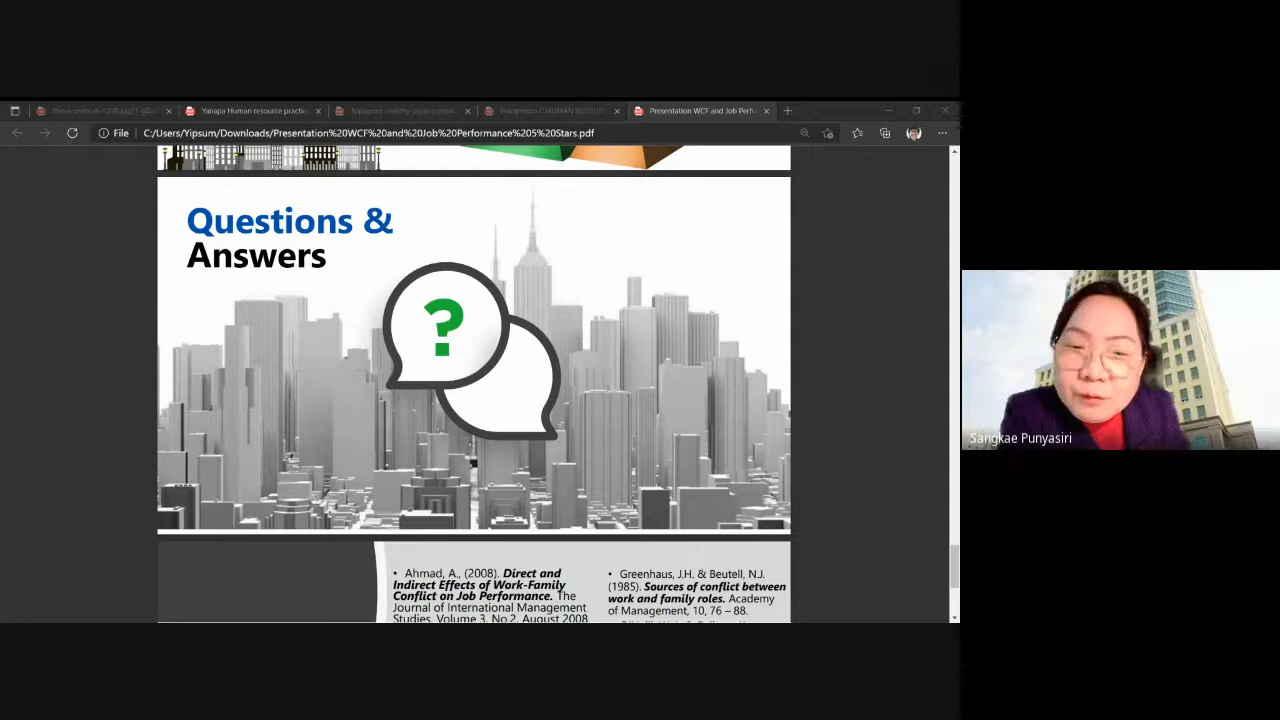 Yanapa Human resource practic
Presentation WCF and Job Perfo
File
C:/Users/Yipsum/Downloads/Presentation%20WCF%20and%20Job%20Performance%205%20Stars.pdf
Questions &
Answers
?
Sangkae Punyasiri
• Ahmad, A., (2008). Direct and
Indirect Effects of Work-Family
Conflict on Job Performance. The
Journal of International Management
Studies, Volume 3, No.2, August 2008
• Greenhaus, J.H. & Beutell, N.J.
(1985). Sources of conflict between
work and family roles. Academy
of Management, 10, 76 – 88.